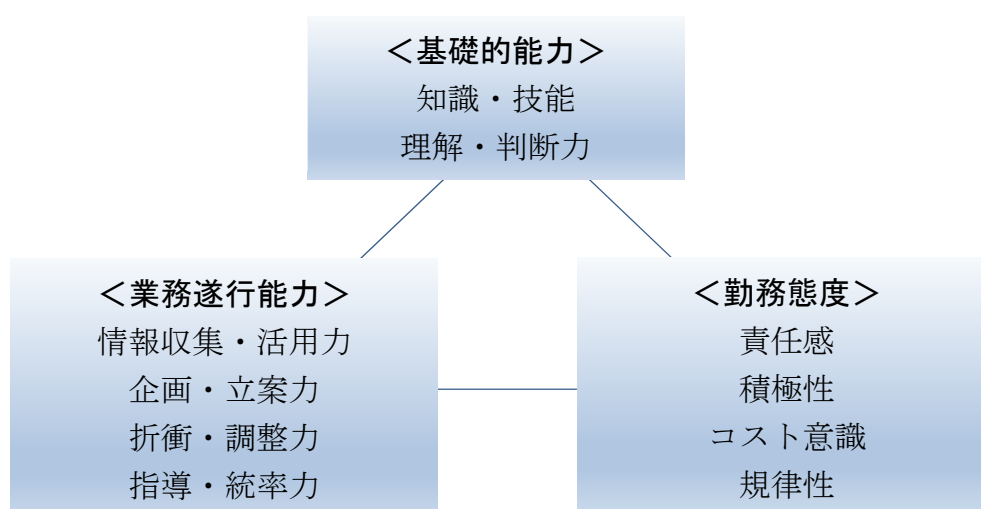 ＜基礎的能力＞
知識・技能
理解・判断力
＜業務遂行能力＞
情報収集・活用力
企画・立案力
折衝・調整力
指導・統率力
＜勤務態度＞
責任感
積極性
コスト意識
規律性